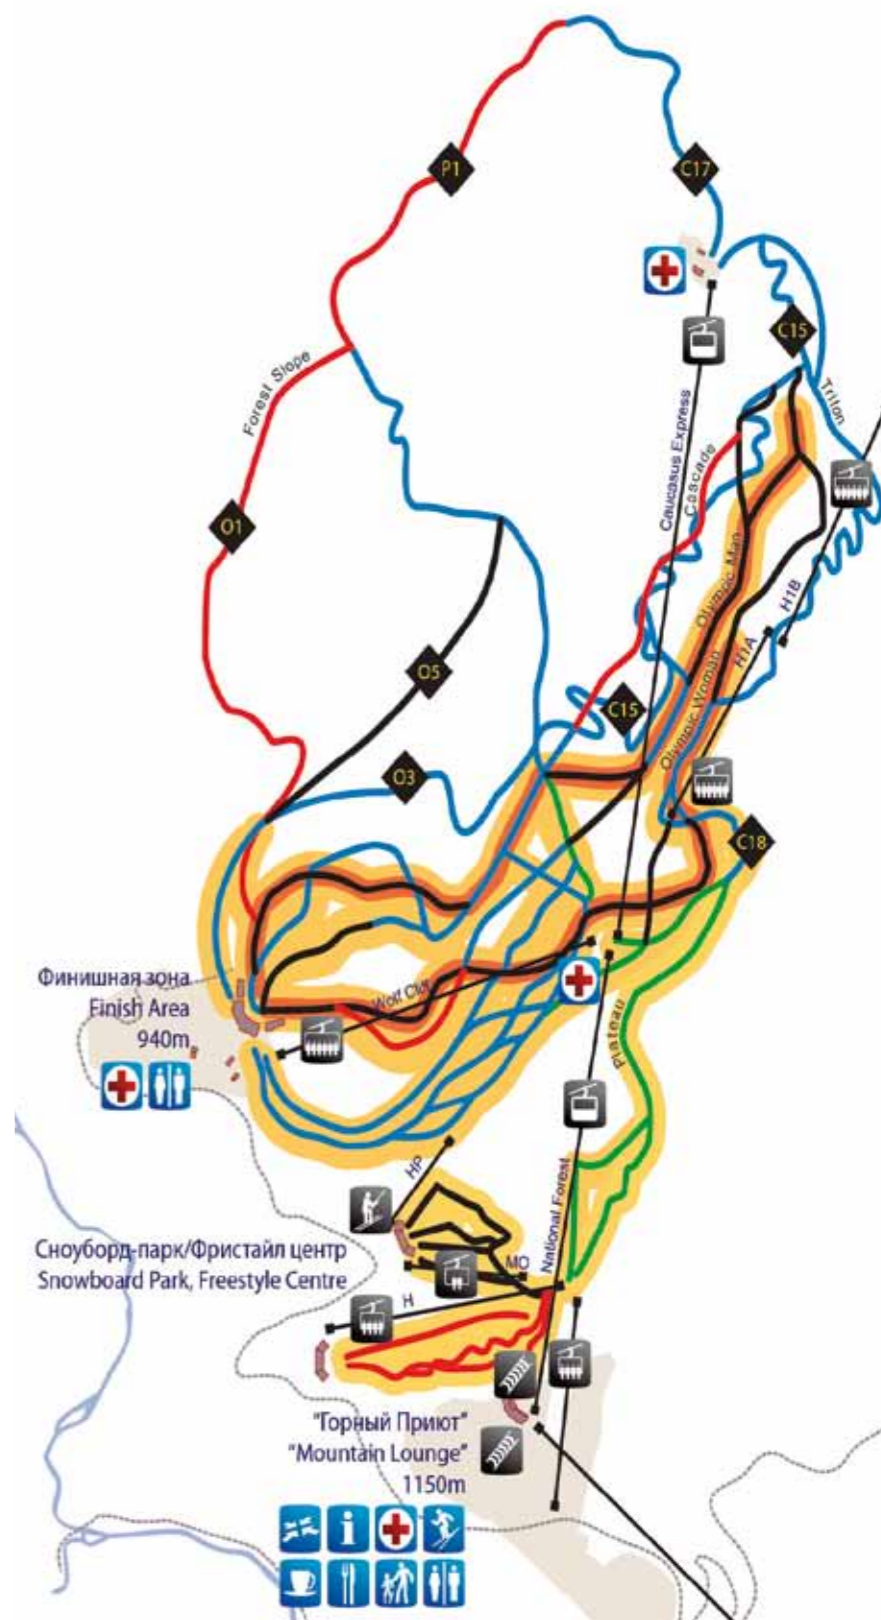 P1
C17
C15
Forest Slope
Triton
Caucasus Express
Cascade
O1
Olympic Man
H1B
H1A
Olympic Woman
O5
C15
O3
C18
Финишная зона
Finish Area
940m
Wolf
Plateau
HP
National Forest
Сноуборд-парк/Фристайл центр
Snowboard Park, Freestyle Centre
MO
H
"Горный Приют"
"Mountain Lounge"
1150m
i